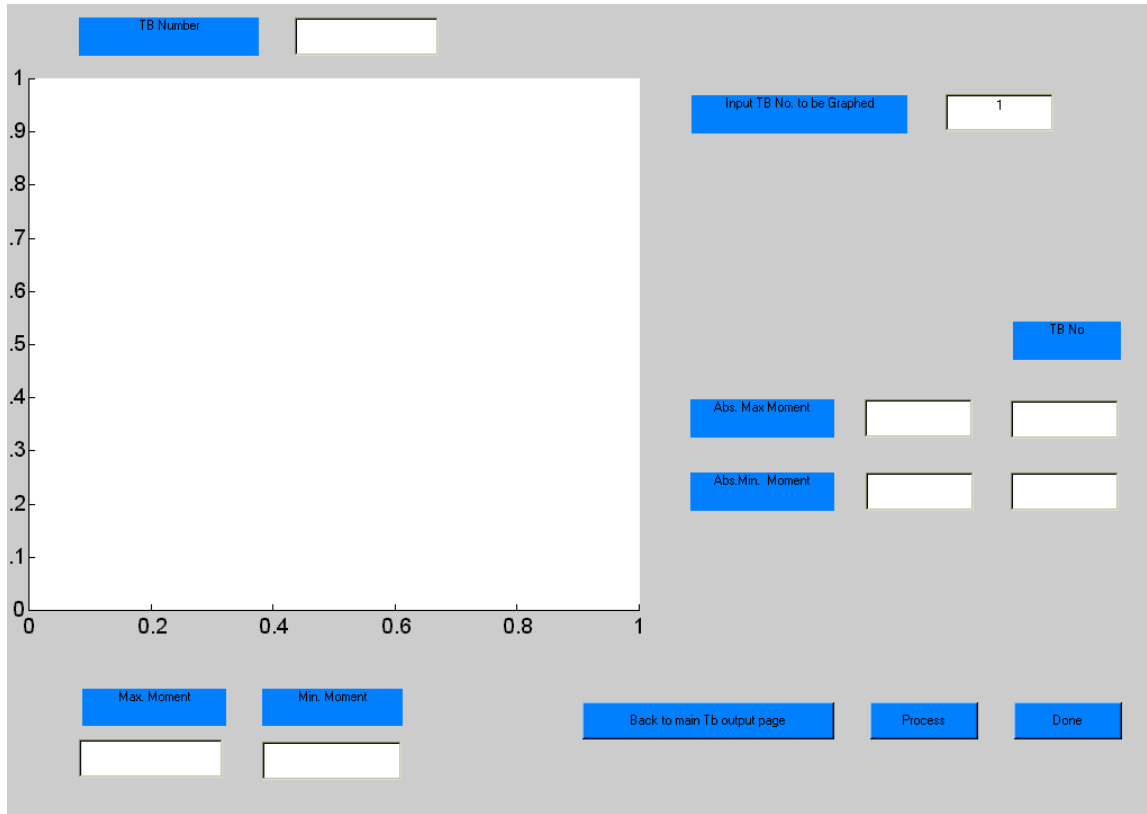 TB Number
1
Input TB No. to be Graphed
1
.9
.8
.7
.6
TB No
.5
.4
Abs. Max Moment
.3
Abs.Min.  Moment
.2
.1
0
0 0.2 0.4 0.6 0.8 1
Max. Moment Min. Moment
Back to main Tb output page Process Done